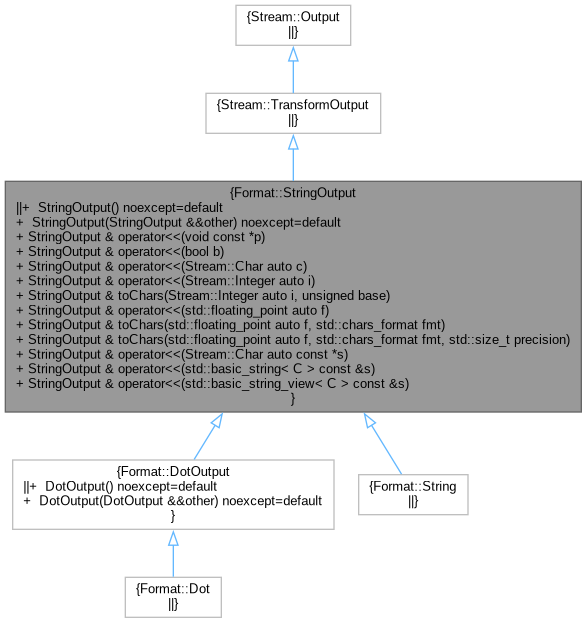 {Stream::Output
||}
{Stream::TransformOutput
||}
{Format::StringOutput
||+  StringOutput() noexcept=default
+  StringOutput(StringOutput &&other) noexcept=default
+ StringOutput & operator<<(void const *p)
+ StringOutput & operator<<(bool b)
+ StringOutput & operator<<(Stream::Char auto c)
+ StringOutput & operator<<(Stream::Integer auto i)
+ StringOutput & toChars(Stream::Integer auto i, unsigned base)
+ StringOutput & operator<<(std::floating_point auto f)
+ StringOutput & toChars(std::floating_point auto f, std::chars_format fmt)
+ StringOutput & toChars(std::floating_point auto f, std::chars_format fmt, std::size_t precision)
+ StringOutput & operator<<(Stream::Char auto const *s)
+ StringOutput & operator<<(std::basic_string< C > const &s)
+ StringOutput & operator<<(std::basic_string_view< C > const &s)
}
{Format::DotOutput
||+  DotOutput() noexcept=default
+  DotOutput(DotOutput &&other) noexcept=default
}
{Format::String
||}
{Format::Dot
||}